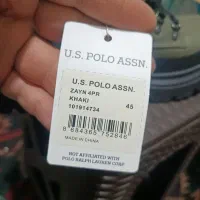 U.S. POLO ASSN.
U.S. POLO ASSN.
ZAYN 4PR
KHAKI 45
101914734
MADE IN CHINA
NOT AFFILIATED WITH
POLO RALPH LAUREN CORP.